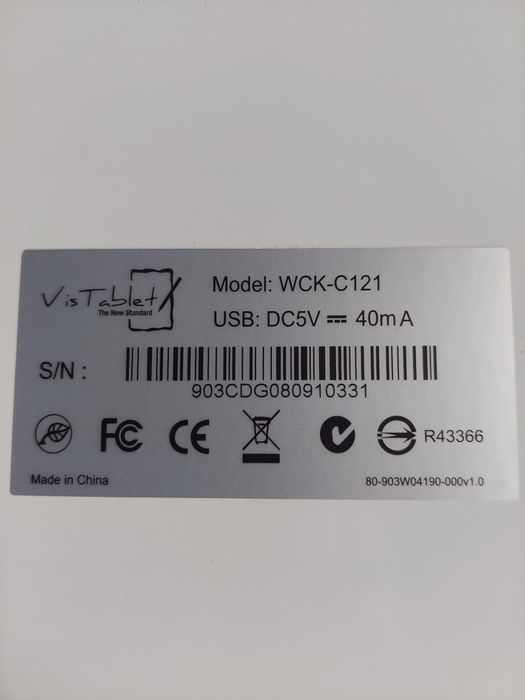 VisTablet
The New Standard
Model: WCK-C121
USB: DC5V ⎓ 40mA
S/N :
903CDG080910331
FC CE R43366
Made in China
80-903W04190-000v1.0